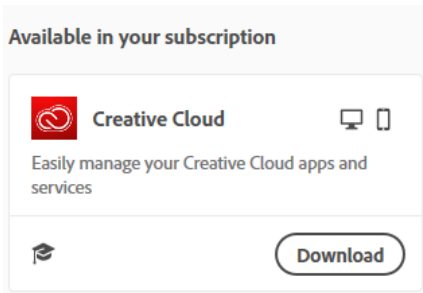 Available in your subscription
Creative Cloud
Easily manage your Creative Cloud apps and
services
Download